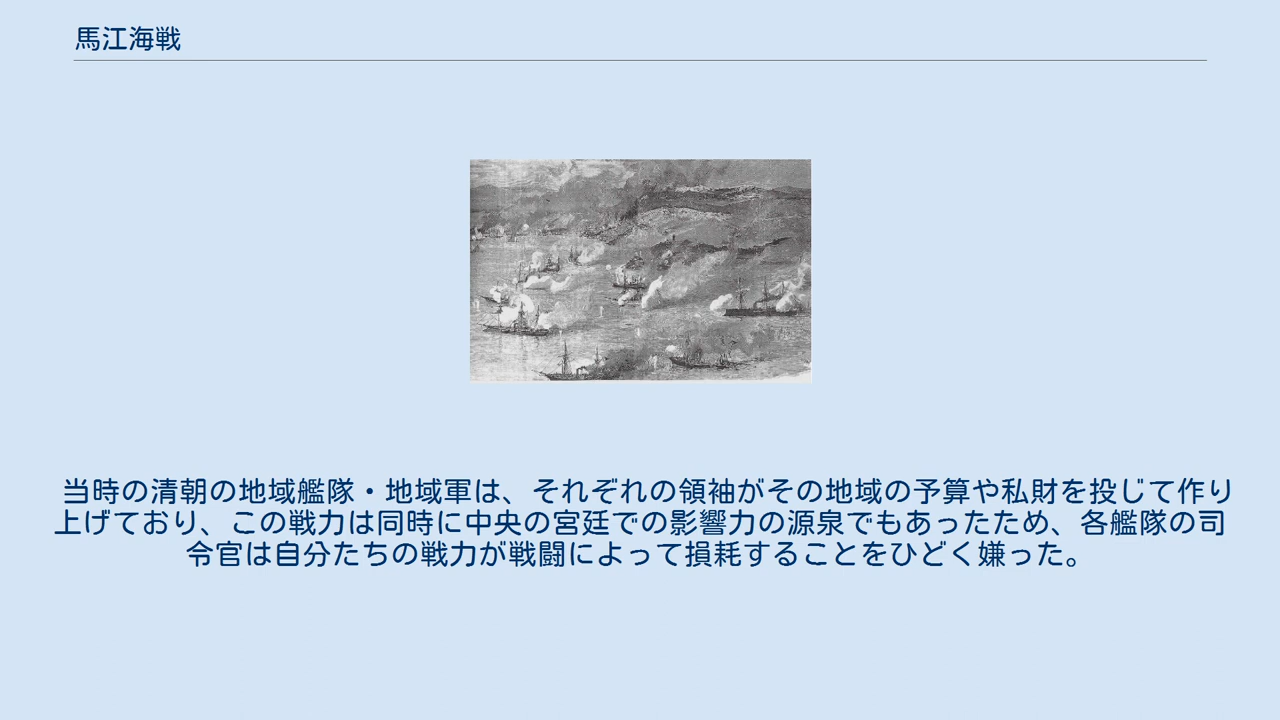 馬江海戦
当時の清朝の地域艦隊・地域軍は、それぞれの領袖がその地域の予算や私財を投じて作り
上げており、この戦力は同時に中央の宮廷での影響力の源泉でもあったため、各艦隊の司
令官は自分たちの戦力が戦闘によって損耗することをひどく嫌った。